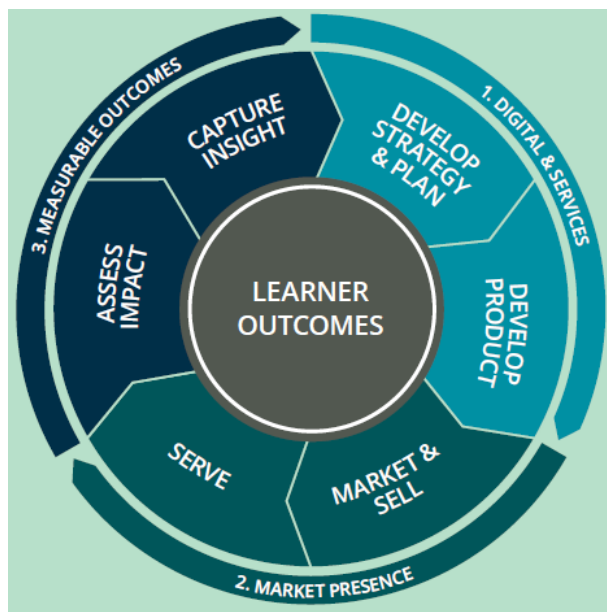 LEARNER
OUTCOMES
1. DIGITAL & SERVICES
DEVELOP
STRATEGY
& PLAN
DEVELOP
PRODUCT
2. MARKET PRESENCE
MARKET &
SELL
SERVE
3. MEASURABLE OUTCOMES
ASSESS
IMPACT
CAPTURE
INSIGHT